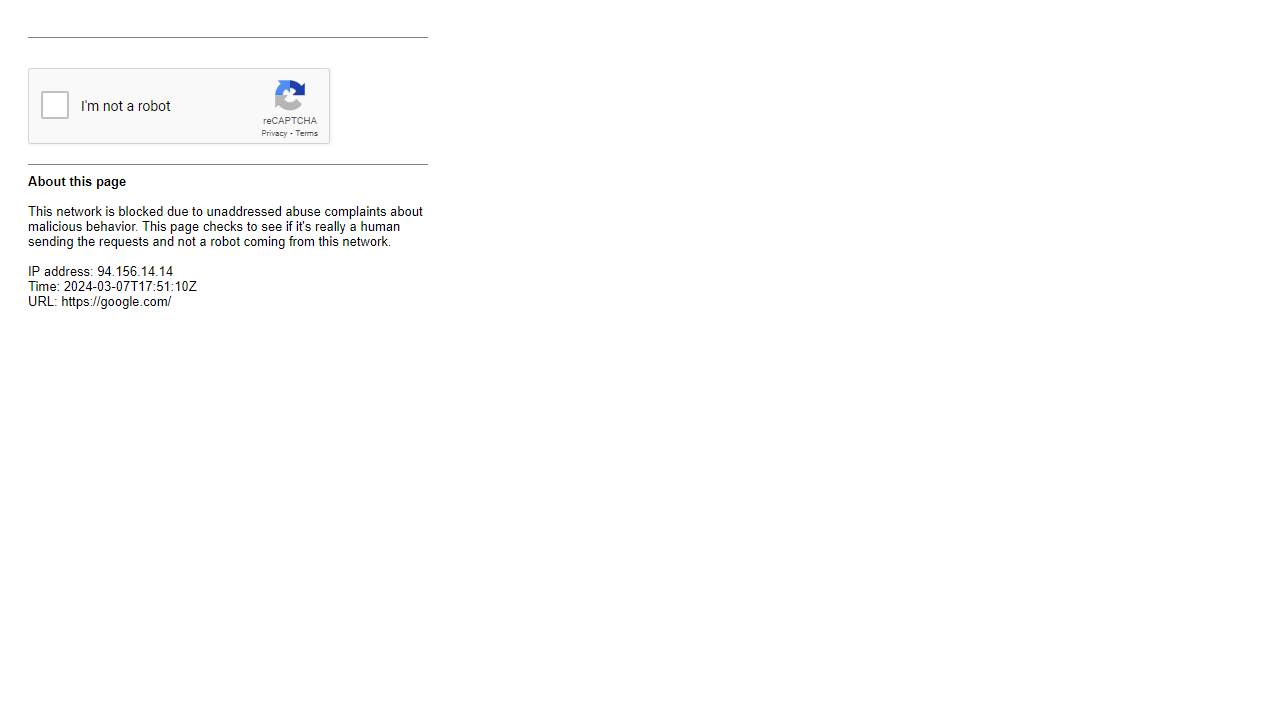 I'm not a robot
reCAPTCHA
Privacy - Terms
About this page
This network is blocked due to unaddressed abuse complaints about
malicious behavior. This page checks to see if it's really a human
sending the requests and not a robot coming from this network.
IP address: 94.156.14.14
Time: 2024-03-07T17:51:10Z
URL: https://google.com/